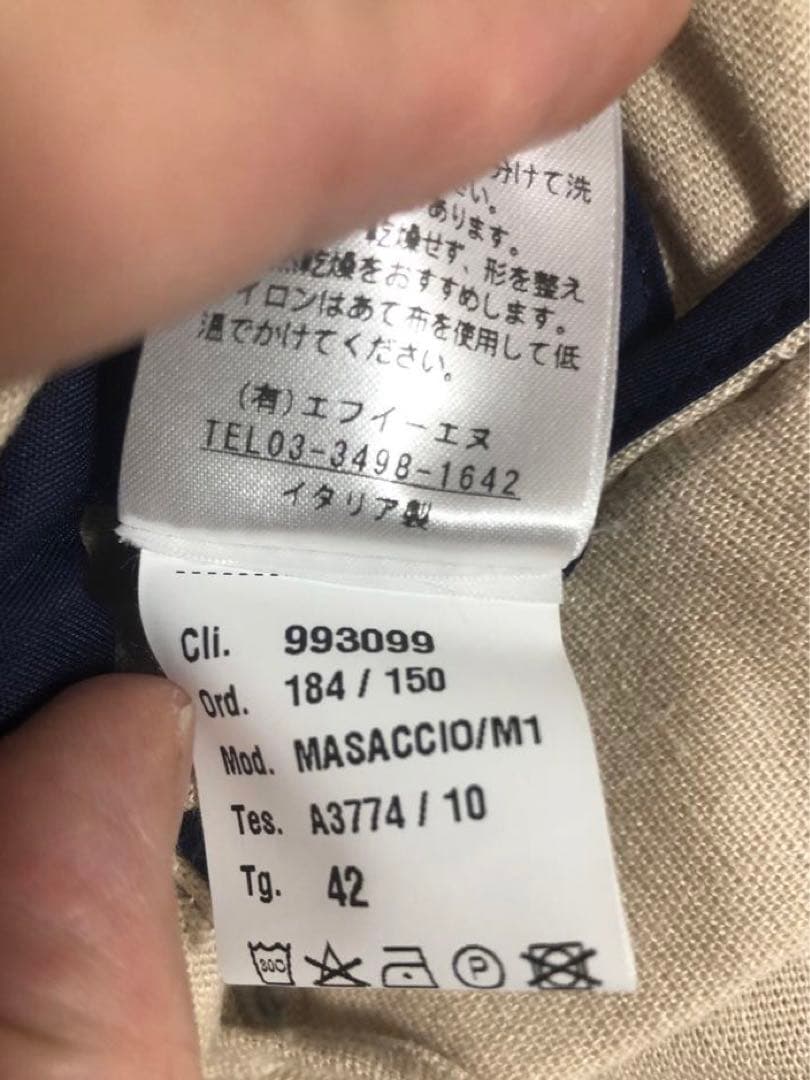 分けて洗
い。
あります。
乾燥せず、形を整え
乾燥をおすすめします。
イロンはあて布を使用して低
温でかけてください。
(有)エフイーエヌ
TEL03-3498-1642
イタリア製
Cli. 993099
Ord. 184 / 150
Mod. MASACCIO/M1
Tes. A3774 / 10
Tg. 42
30C
P